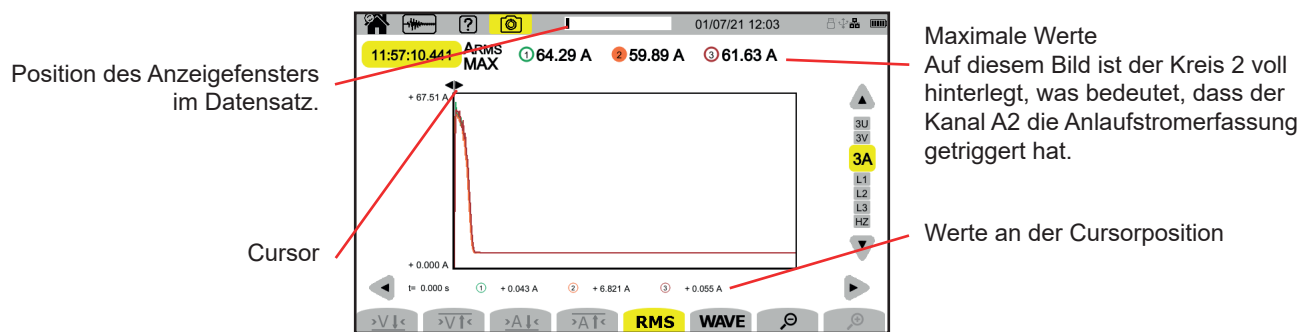 ? 01/07/21 12:03
11:57:10.441 ARMS MAX 1 64.29 A 2 59.89 A 3 61.63 A
Position des Anzeigefensters
im Datensatz.
Maximale Werte
Auf diesem Bild ist der Kreis 2 voll
hinterlegt, was bedeutet, dass der
Kanal A2 die Anlaufstromerfassung
getriggert hat.
+ 67.51 A
3U
3V
3A
L1
L2
L3
HZ
Cursor
Werte an der Cursorposition
+ 0.000 A
t= 0.000 s 1 + 0.043 A 2 + 6.821 A 3 + 0.055 A
>V< >V< >A< >A< RMS WAVE